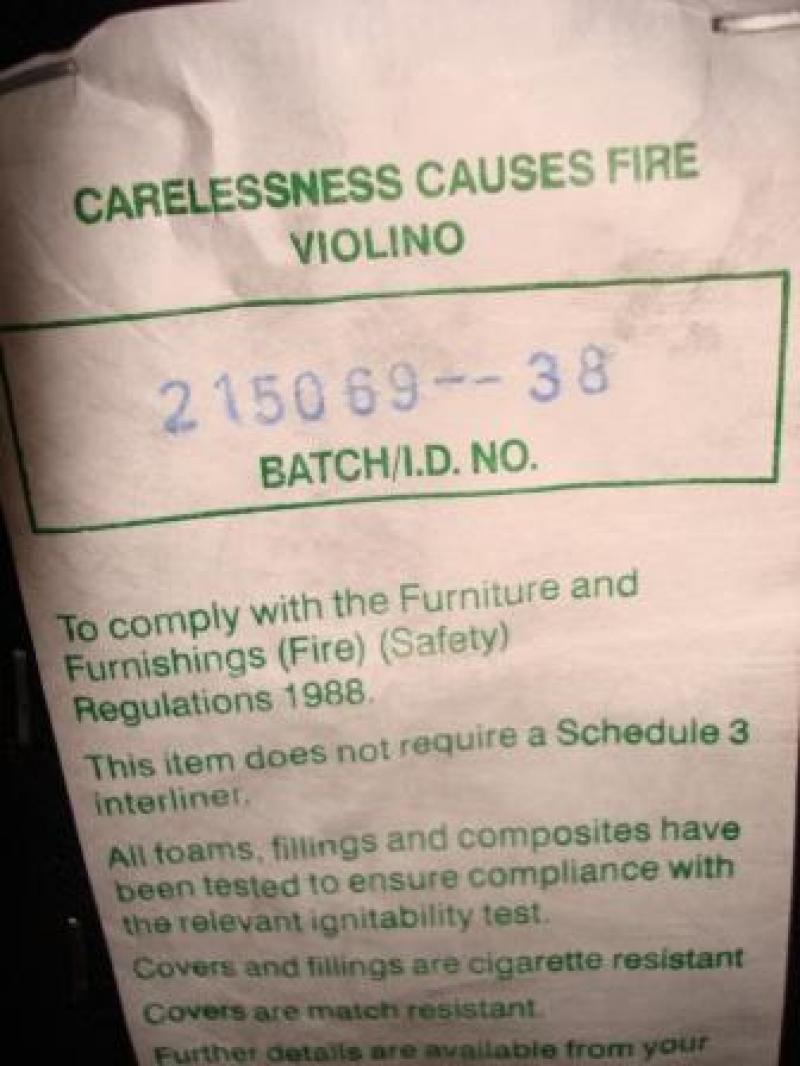 CARELESSNESS CAUSES FIRE
VIOLINO
215069--38
BATCH/I.D. NO.
To comply with the Furniture and
Furnishings (Fire) (Safety)
Regulations 1988.
This item does not require a Schedule 3
interliner.
All foams, fillings and composites have
been tested to ensure compliance with
the relevant ignitability test.
Covers and fillings are cigarette resistant
Covers are match resistant.
Further details are available from your